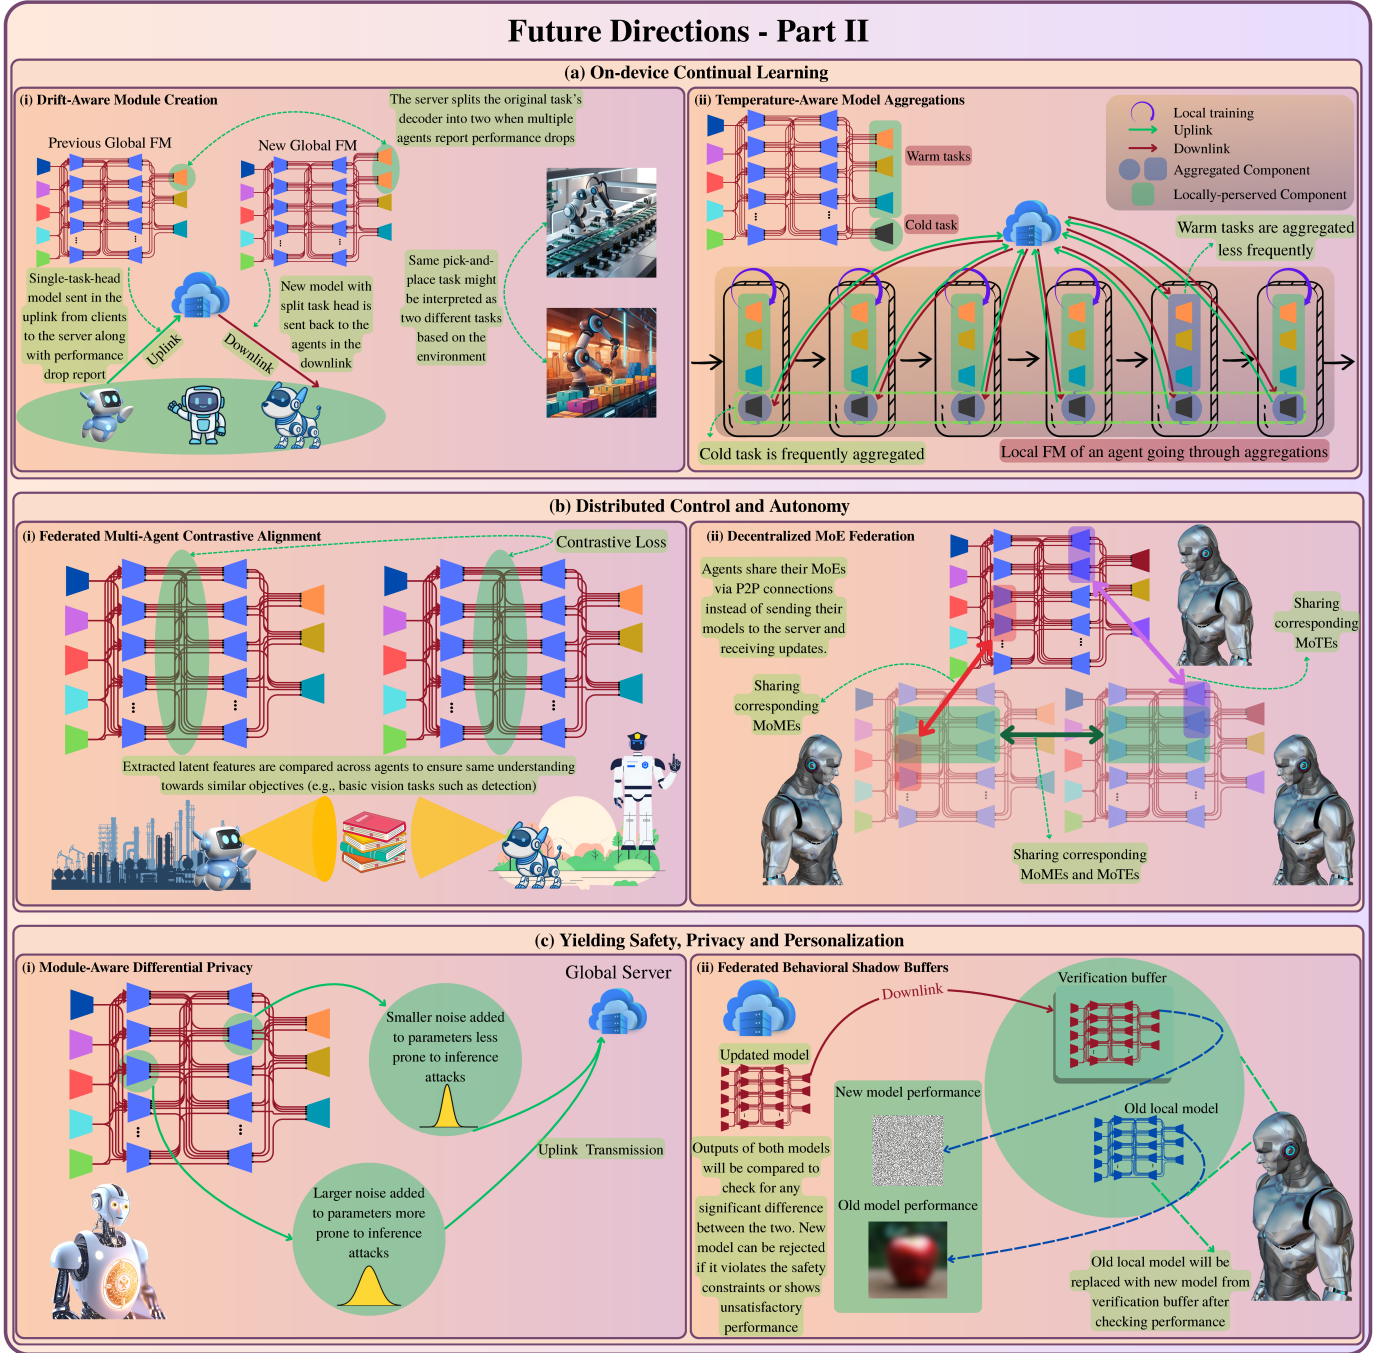 Future Directions - Part II
(a) On-device Continual Learning
(i) Drift-Aware Module Creation
The server splits the original task's
decoder into two when multiple
agents report performance drops
Previous Global FM
New Global FM
Single-task-head
model sent in the
uplink from clients
to the server along
with performance
drop report
Uplink
Downlink
New model with
split task head is
sent back to the
agents in the
downlink
Same pick-and-
place task might
be interpreted as
two different tasks
based on the
environment
(ii) Temperature-Aware Model Aggregations
Warm tasks
Cold task
Local training
Uplink
Downlink
Aggregated Component
Locally-perserved Component
Warm tasks are aggregated
less frequently
Cold task is frequently aggregated
Local FM of an agent going through aggregations
(b) Distributed Control and Autonomy
(i) Federated Multi-Agent Contrastive Alignment
Contrastive Loss
Extracted latent features are compared across agents to ensure same understanding
towards similar objectives (e.g., basic vision tasks such as detection)
(ii) Decentralized MoE Federation
Agents share their MoEs
via P2P connections
instead of sending their
models to the server and
receiving updates.
Sharing
corresponding
MoTEs
Sharing
corresponding
MoMEs
Sharing corresponding
MoMEs and MoTEs
(c) Yielding Safety, Privacy and Personalization
(i) Module-Aware Differential Privacy
Global Server
Smaller noise added
to parameters less
prone to inference
attacks
Uplink Transmission
Larger noise added
to parameters more
prone to inference
attacks
(ii) Federated Behavioral Shadow Buffers
Downlink
Verification buffer
Updated model
New model performance
Old local model
Outputs of both models
will be compared to
check for any
significant difference
between the two. New
model can be rejected
if it violates the safety
constraints or shows
unsatisfactory
performance
Old model performance
Old local model will be
replaced with new model from
verification buffer after
checking performance